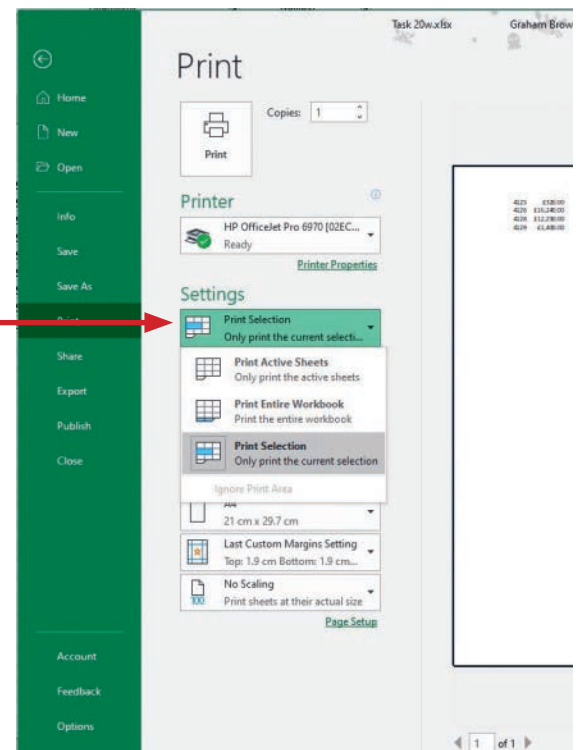 Task 20w.xlsx
Graham Brow
Print
Home
New
Open
Info
Save
Save As
Print
Share
Export
Publish
Close
Account
Feedback
Options
Copies: 1
Print
Printer
HP OfficeJet Pro 6970 [02EC...
Ready
Printer Properties
Settings
Print Selection
Only print the current selecti...
Print Active Sheets
Only print the active sheets
Print Entire Workbook
Print the entire workbook
Print Selection
Only print the current selection
Ignore Print Area
A4
21 cm x 29.7 cm
Last Custom Margins Setting
Top: 1.9 cm Bottom: 1.9 cm...
No Scaling
100
Print sheets at their actual size
Page Setup
4225
4226
4228
4229
1 of 1